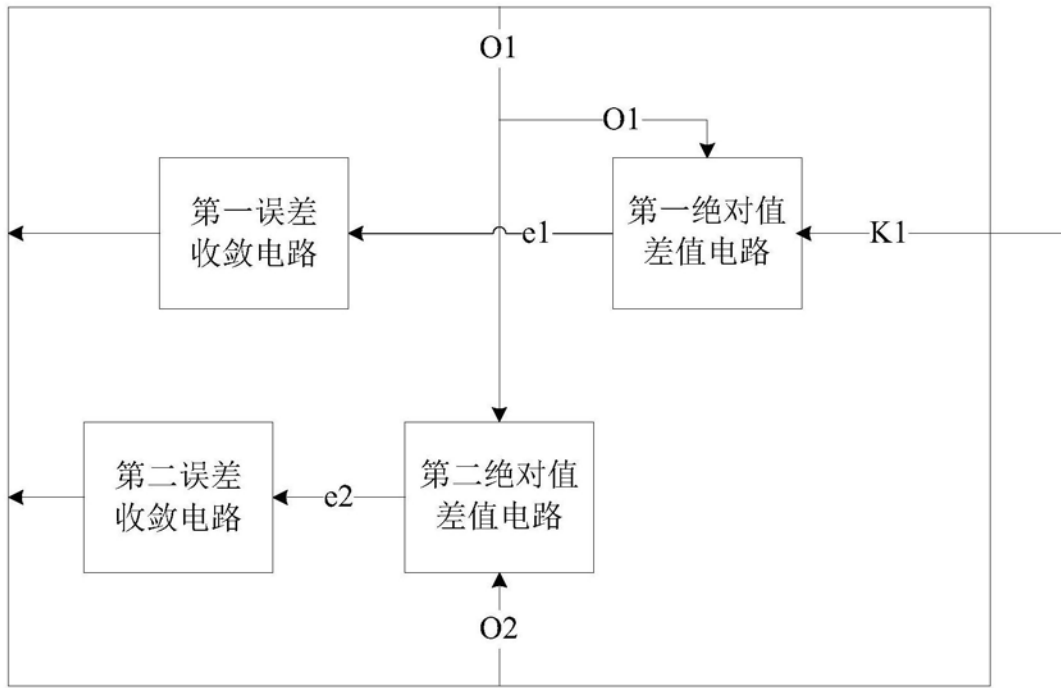 O1
O1
第一误差
收敛电路
e1
第一绝对值
差值电路
K1
第二误差
收敛电路
e2
第二绝对值
差值电路
O2